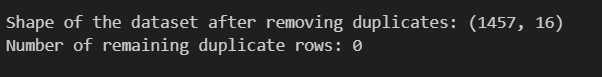 Shape of the dataset after removing duplicates: (1457, 16)
Number of remaining duplicate rows: 0